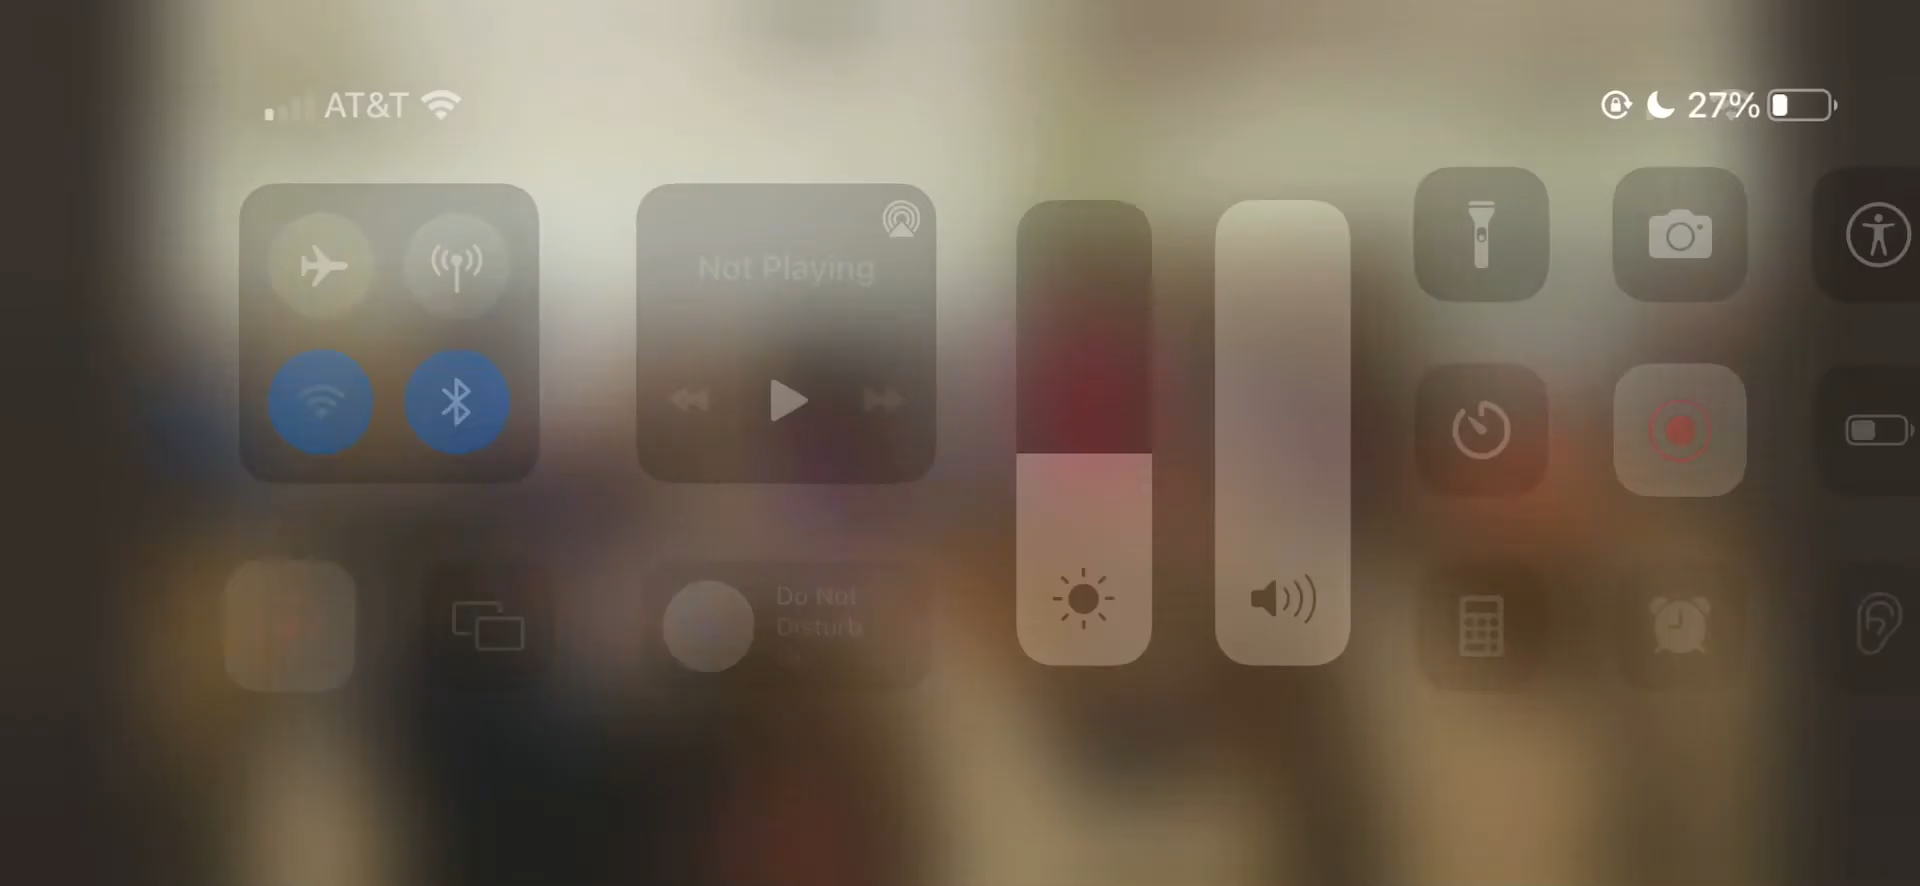 AT&T
27%
Not Playing
Do Not
Disturb